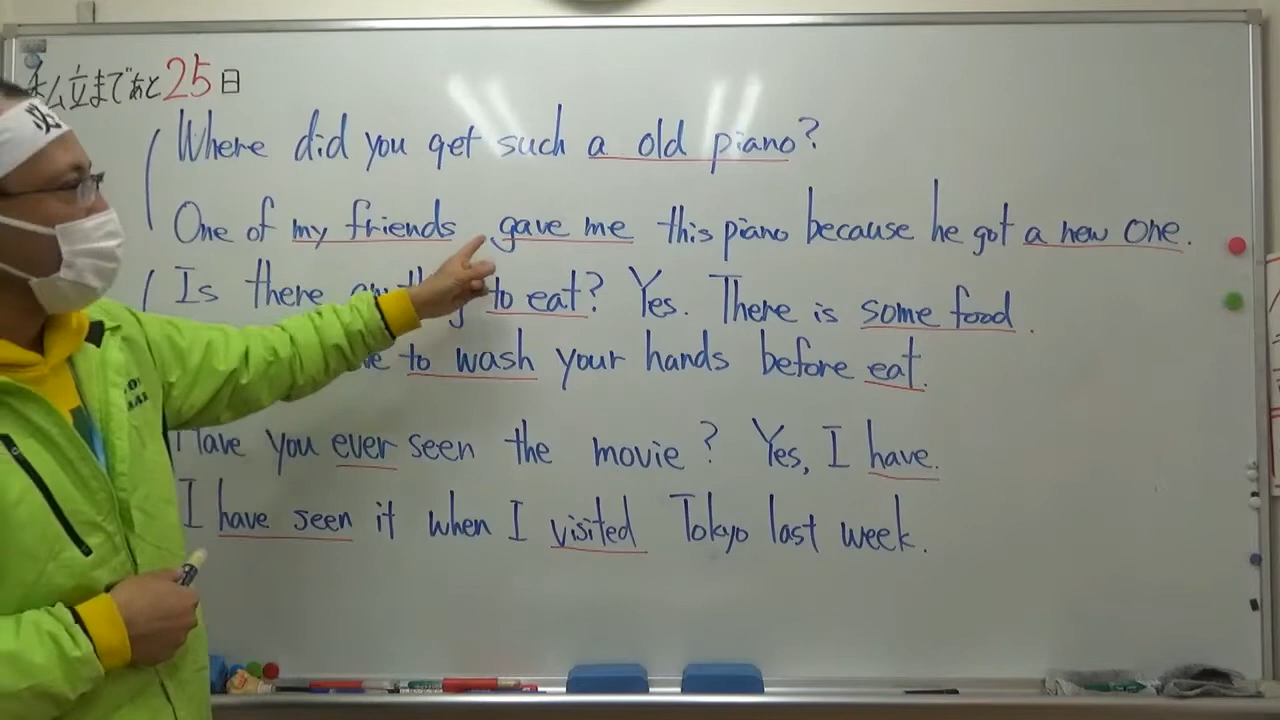 私立まであと25日
Where did you get such a old piano?
One of my friends gave me this piano because he got a new one.
Is there to eat? Yes. There is some food.
to wash your hands before eat.
Have you ever seen the movie? Yes, I have.
I have seen it when I visited Tokyo last week.